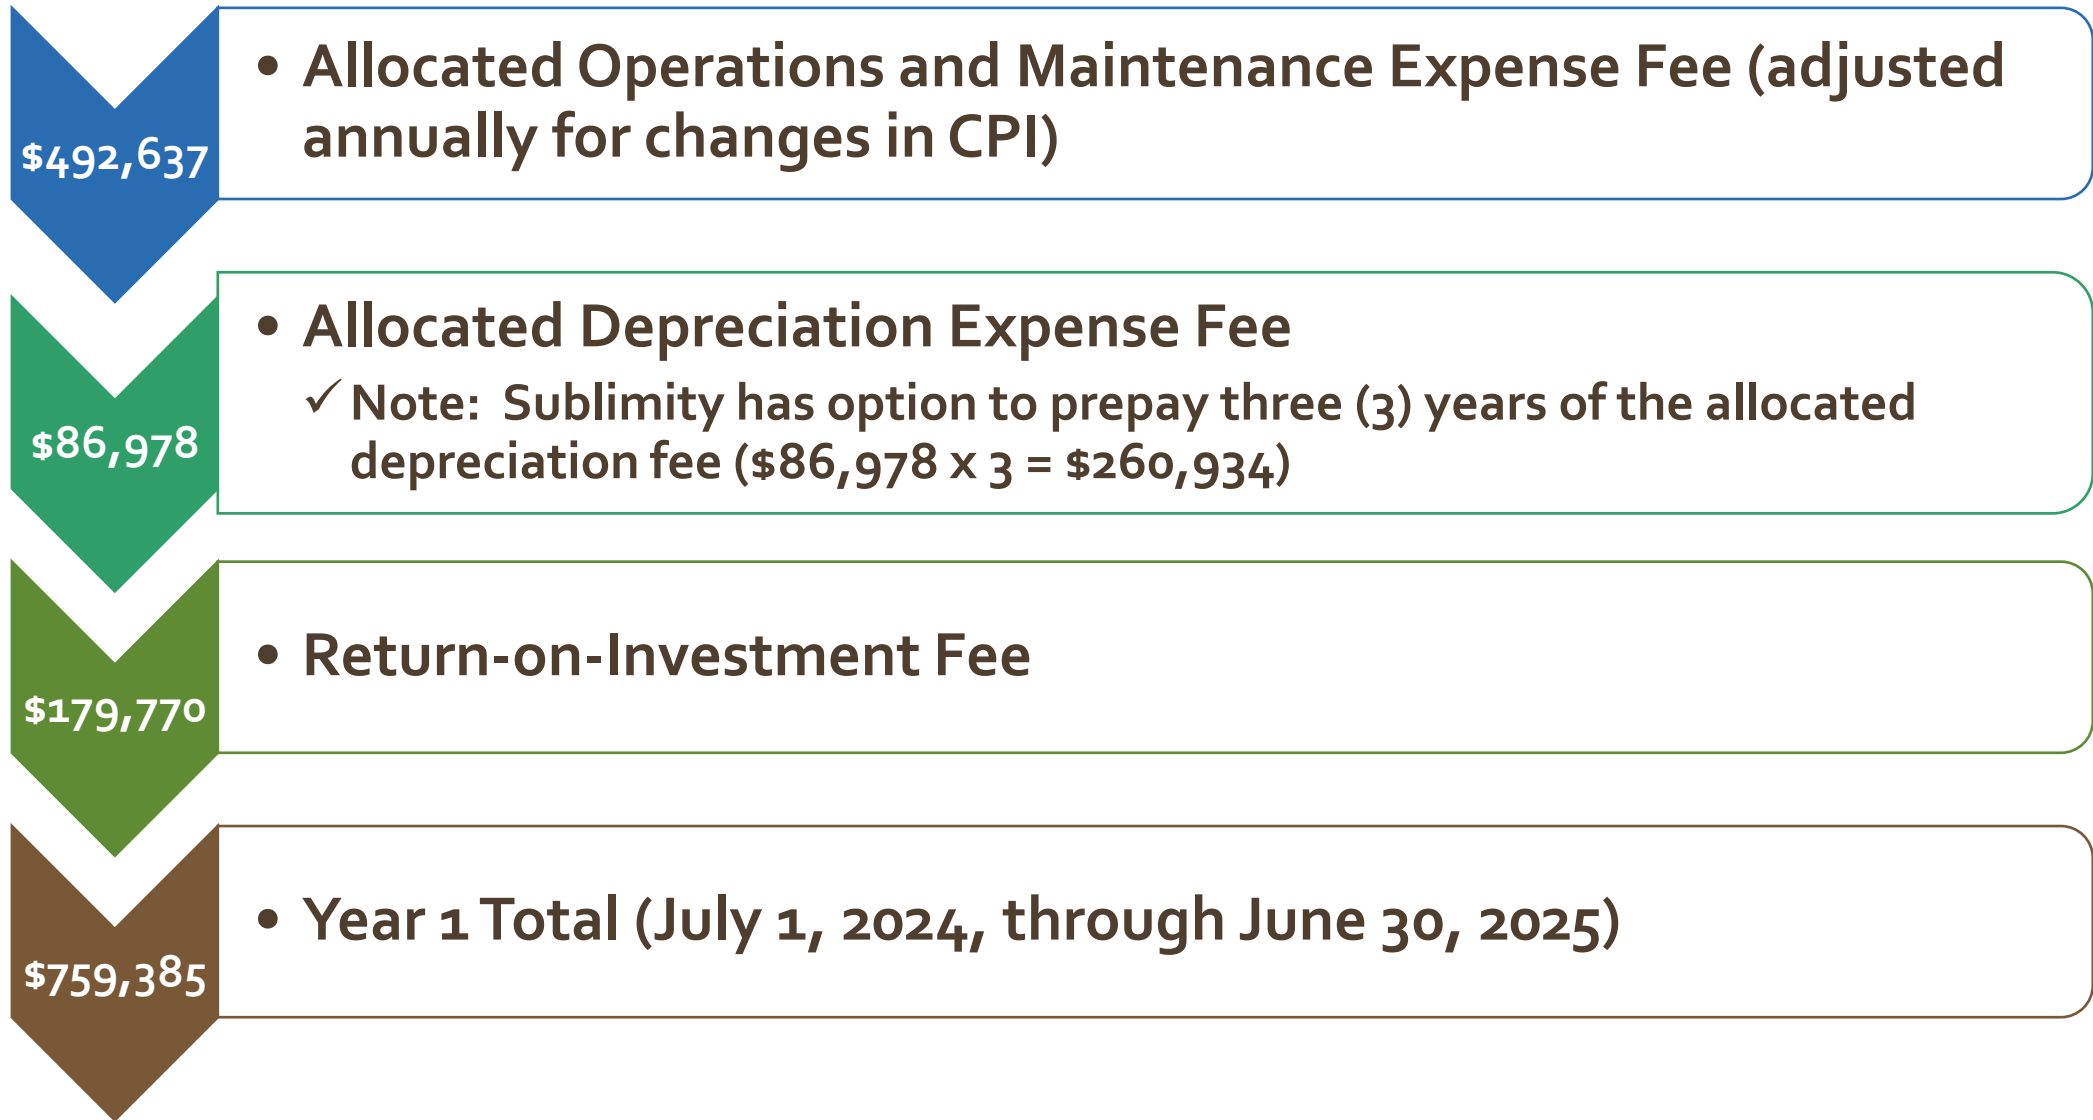 • Allocated Operations and Maintenance Expense Fee (adjusted
annually for changes in CPI)
$492,637
• Allocated Depreciation Expense Fee
✓ Note: Sublimity has option to prepay three (3) years of the allocated
depreciation fee ($86,978 x 3 = $260,934)
$86,978
• Return-on-Investment Fee
$179,770
• Year 1 Total (July 1, 2024, through June 30, 2025)
$759,385